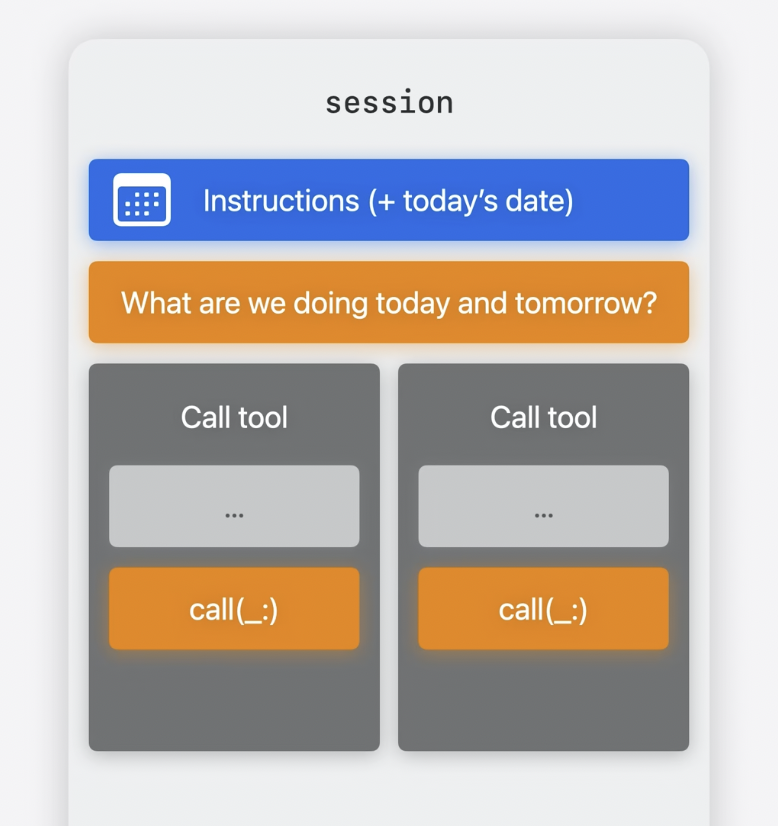 session
Instructions (+ today's date)
What are we doing today and tomorrow?
Call tool
...
call(_:)
Call tool
...
call(_:)